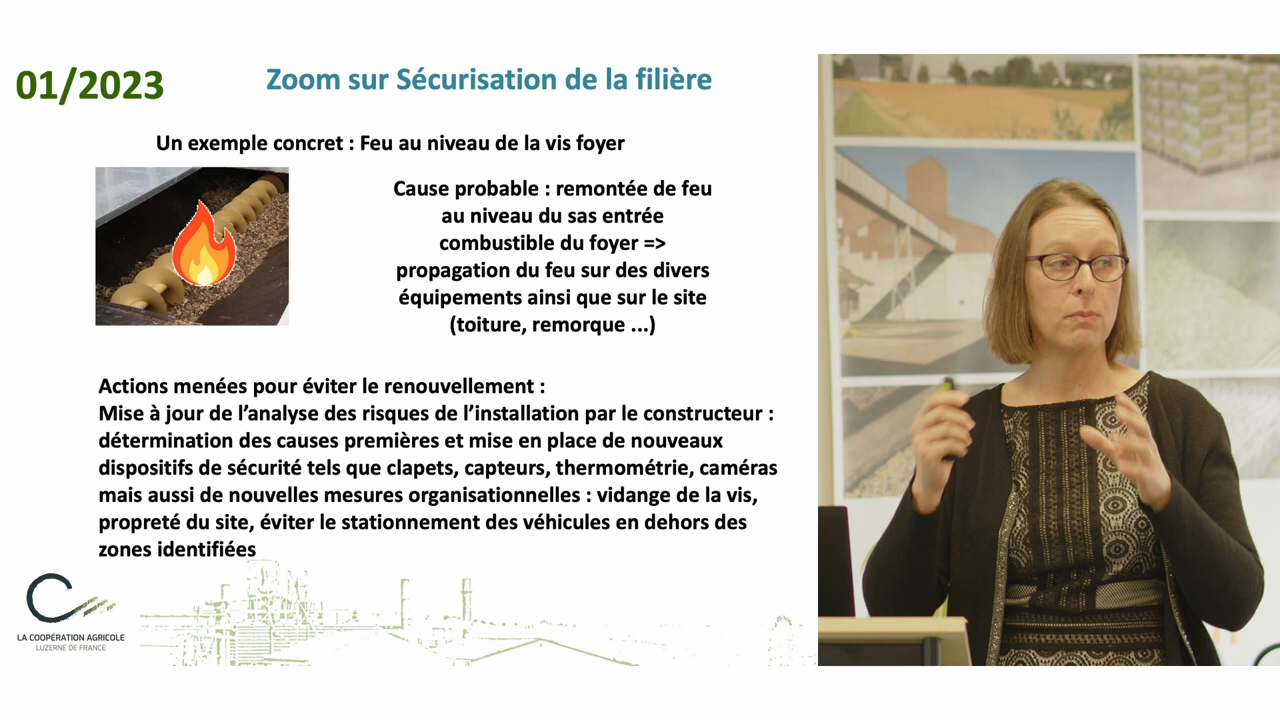 01/2023
Zoom sur Sécurisation de la filière
Un exemple concret : Feu au niveau de la vis foyer
Cause probable : remontée de feu
au niveau du sas entrée
combustible du foyer =>
propagation du feu sur des divers
équipements ainsi que sur le site
(toiture, remorque ...)
Actions menées pour éviter le renouvellement :
Mise à jour de l’analyse des risques de l’installation par le constructeur :
détermination des causes premières et mise en place de nouveaux
dispositifs de sécurité tels que clapets, capteurs, thermométrie, caméras
mais aussi de nouvelles mesures organisationnelles : vidange de la vis,
propreté du site, éviter le stationnement des véhicules en dehors des
zones identifiées
LA COOPÉRATION AGRICOLE
LUZERNE DE FRANCE